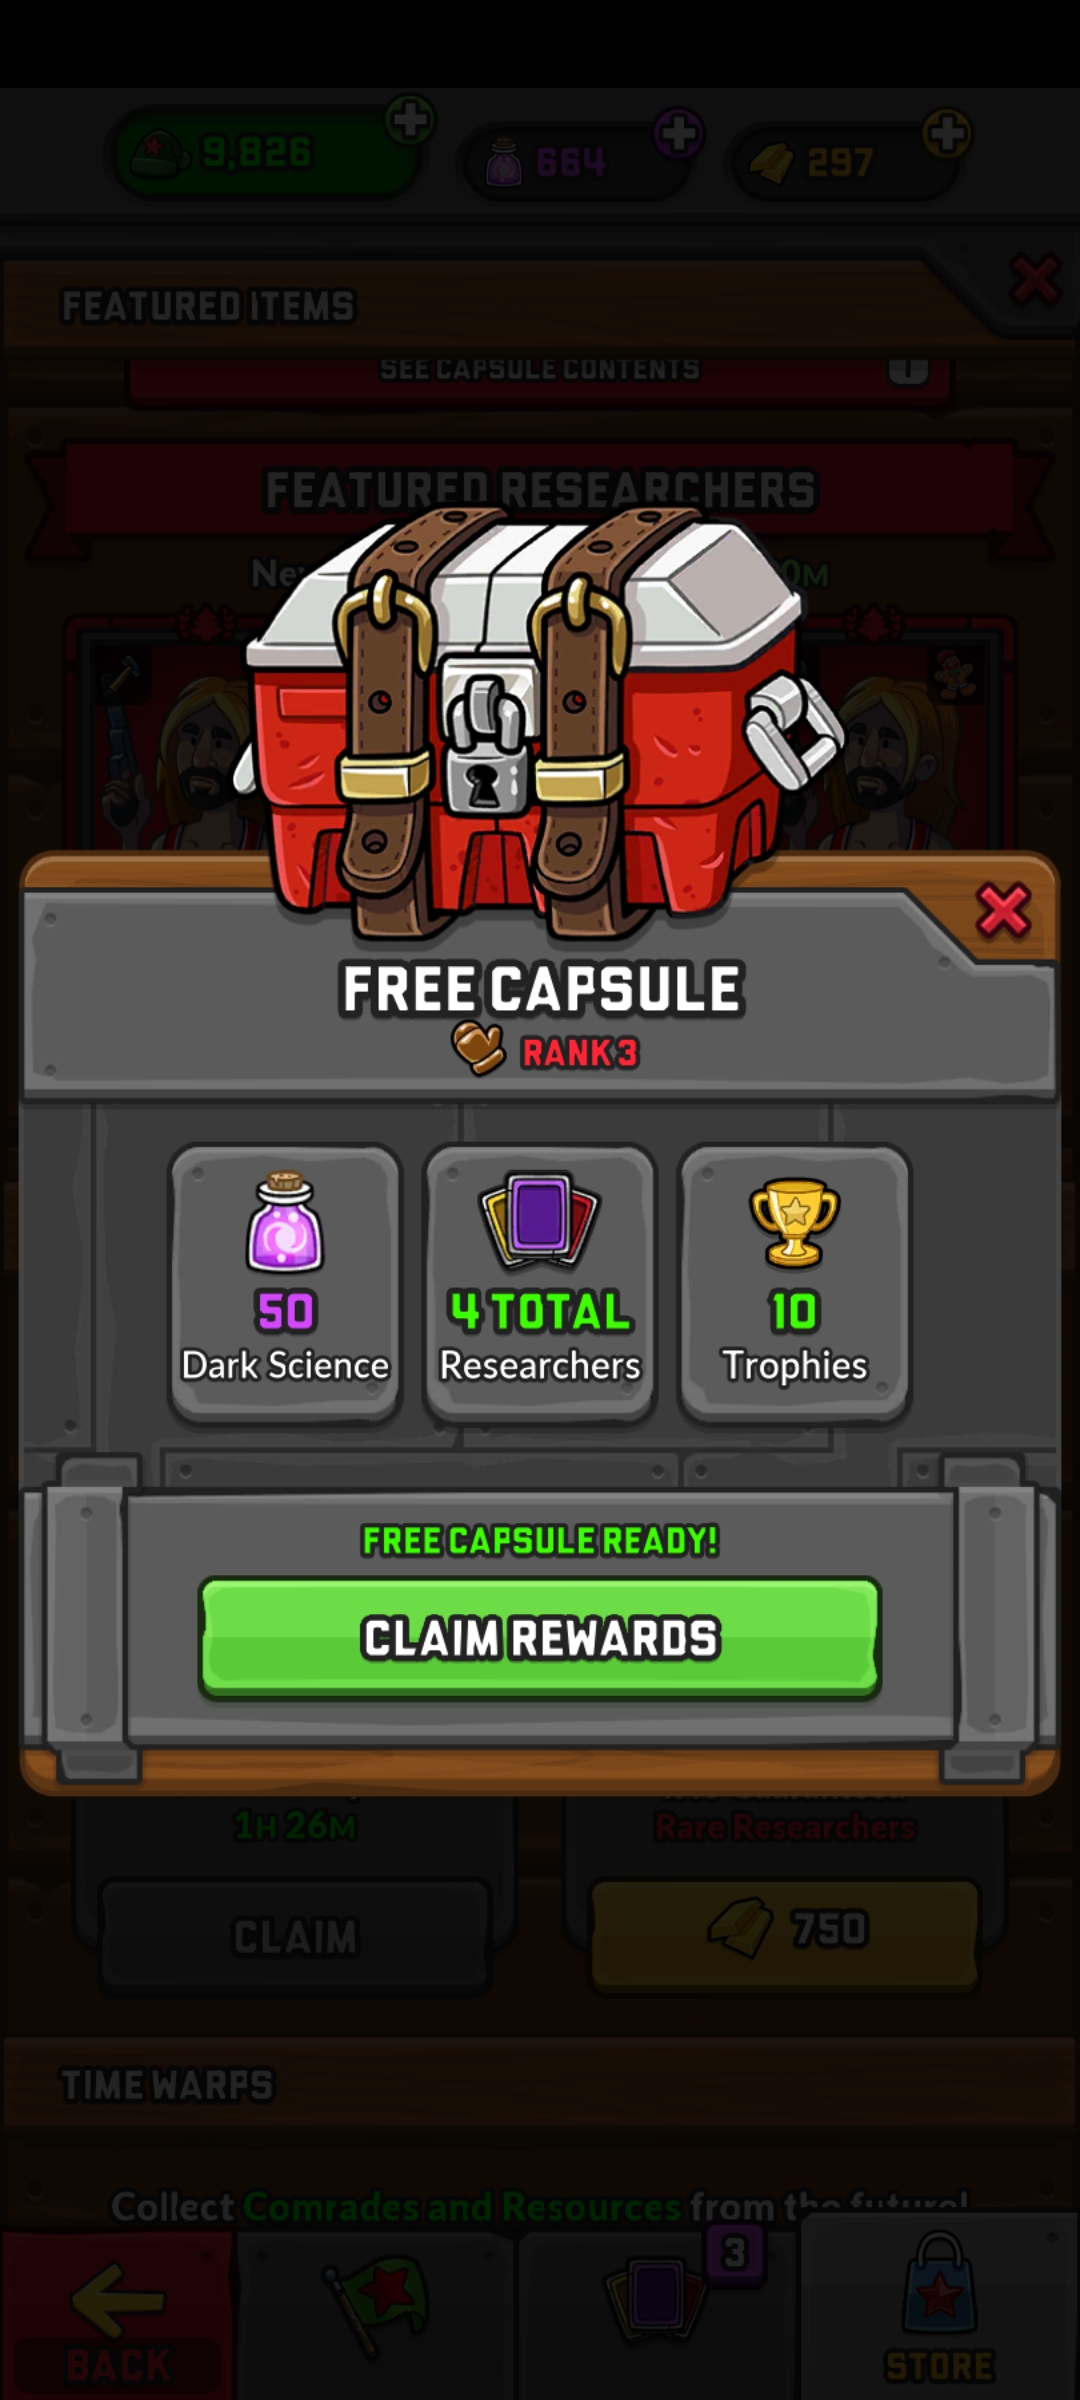 9,826
664
297
FEATURED ITEMS
SEE CAPSULE CONTENTS
FEATURED RESEARCHERS
FREE CAPSULE
RANK 3
50
4 TOTAL
10
Dark Science
Researchers
Trophies
FREE CAPSULE READY!
CLAIM REWARDS
1H 26M
Rare Researchers
CLAIM
750
TIME WARPS
Collect Comrades and Resources from the future!
3
BACK
STORE